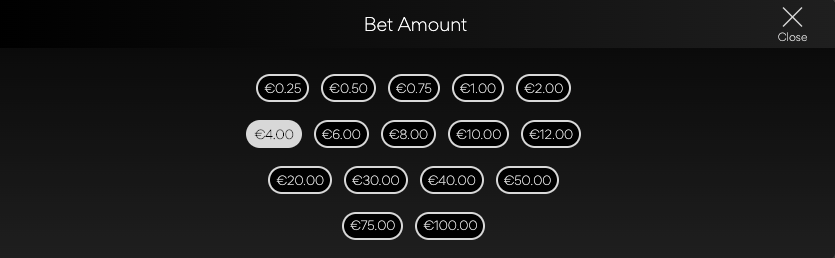 Bet Amount
Close
€0.25 €0.50 €0.75 €1.00 €2.00
€4.00 €6.00 €8.00 €10.00 €12.00
€20.00 €30.00 €40.00 €50.00
€75.00 €100.00